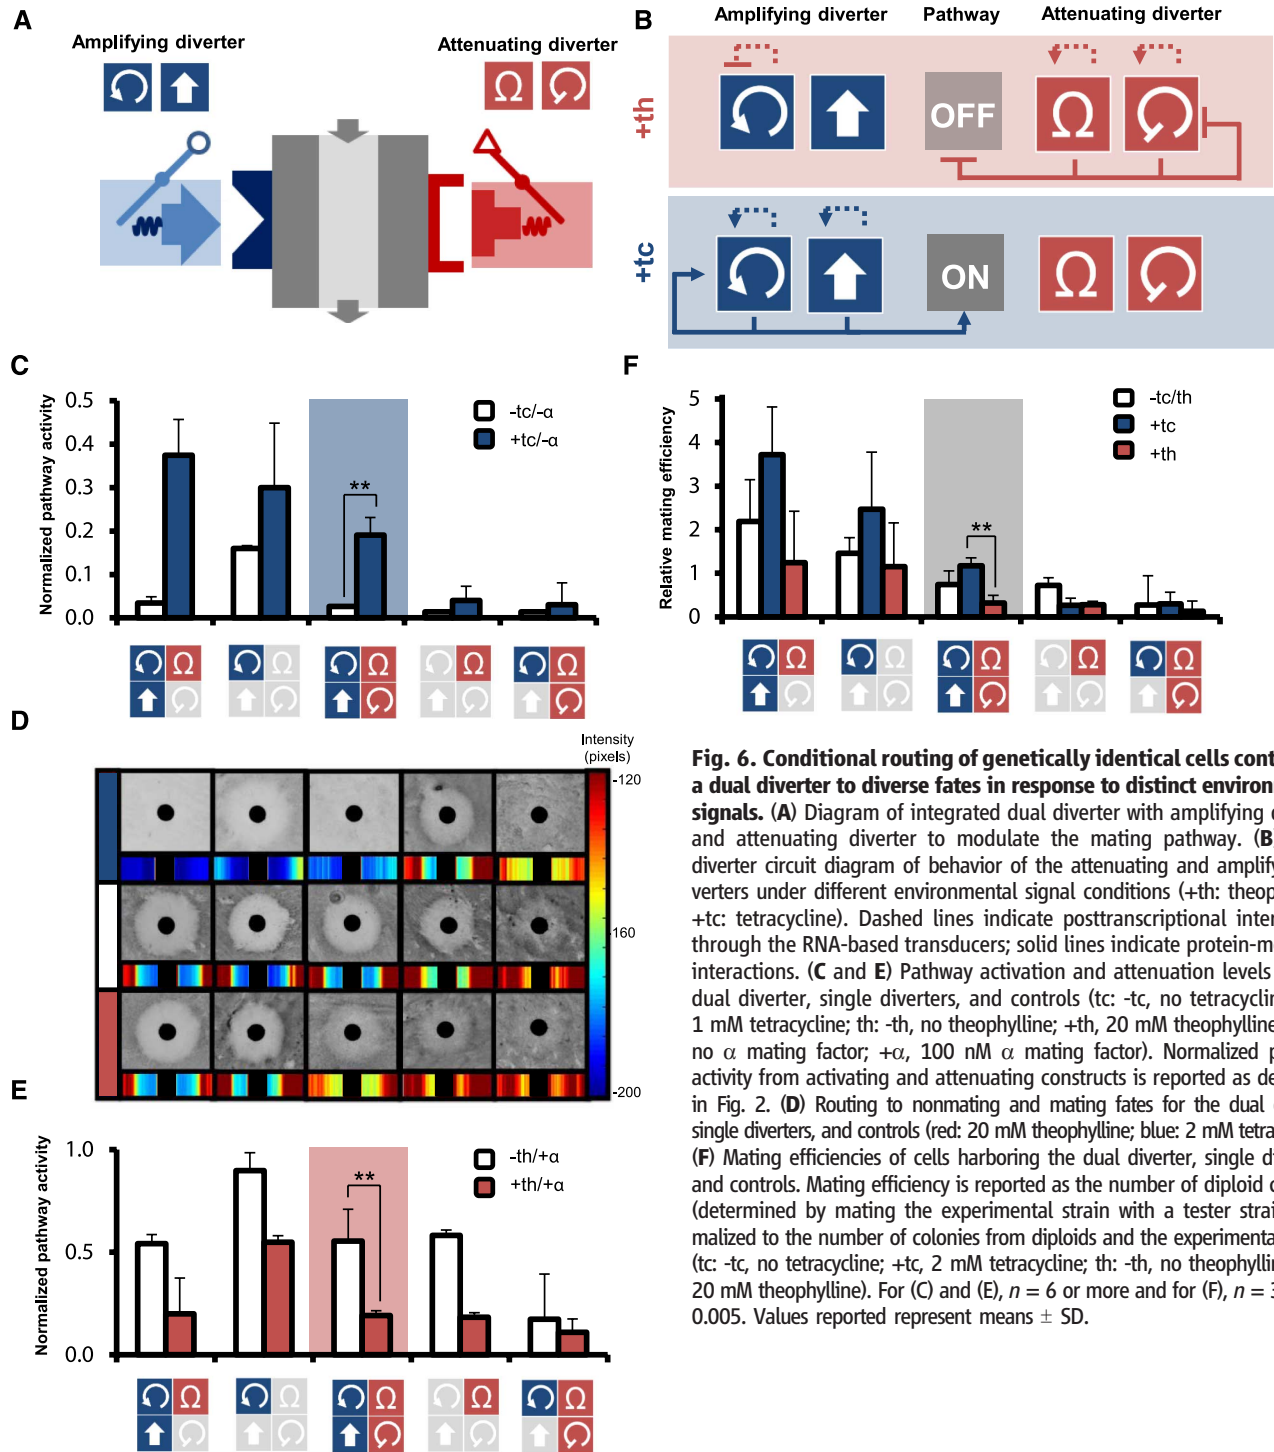 A
Amplifying diverter
Attenuating diverter
Ω
B
Amplifying diverter Pathway Attenuating diverter
+th
OFF
Ω
+tc
ON
Ω
C
Normalized pathway activity
0.5
0.4
0.3
0.2
0.1
0.0
-tc/-α
+tc/-α
**
Ω Ω Ω Ω Ω
D
Intensity
(pixels)
-120
-160
-200
E
Normalized pathway activity
1.0
0.5
0.0
-th/+α
+th/+α
**
Ω Ω Ω Ω Ω
F
Relative mating efficiency
5
4
3
2
1
0
-tc/th
+tc
+th
**
Ω Ω Ω Ω Ω
Fig. 6. Conditional routing of genetically identical cells cont
a dual diverter to diverse fates in response to distinct environ
signals. (A) Diagram of integrated dual diverter with amplifying
and attenuating diverter to modulate the mating pathway. (B
diverter circuit diagram of behavior of the attenuating and amplify
verters under different environmental signal conditions (+th: theop
+tc: tetracycline). Dashed lines indicate posttranscriptional inter
through the RNA-based transducers; solid lines indicate protein-m
interactions. (C and E) Pathway activation and attenuation levels
dual diverter, single diverters, and controls (tc: -tc, no tetracyclin
1 mM tetracycline; th: -th, no theophylline; +th, 20 mM theophylline
no α mating factor; +α, 100 nM α mating factor). Normalized p
activity from activating and attenuating constructs is reported as de
in Fig. 2. (D) Routing to nonmating and mating fates for the dual
single diverters, and controls (red: 20 mM theophylline; blue: 2 mM tetra
(F) Mating efficiencies of cells harboring the dual diverter, single d
and controls. Mating efficiency is reported as the number of diploid c
(determined by mating the experimental strain with a tester strai
malized to the number of colonies from diploids and the experimenta
(tc: -tc, no tetracycline; +tc, 2 mM tetracycline; th: -th, no theophyllin
20 mM theophylline). For (C) and (E), n = 6 or more and for (F), n = 3
0.005. Values reported represent means ± SD.